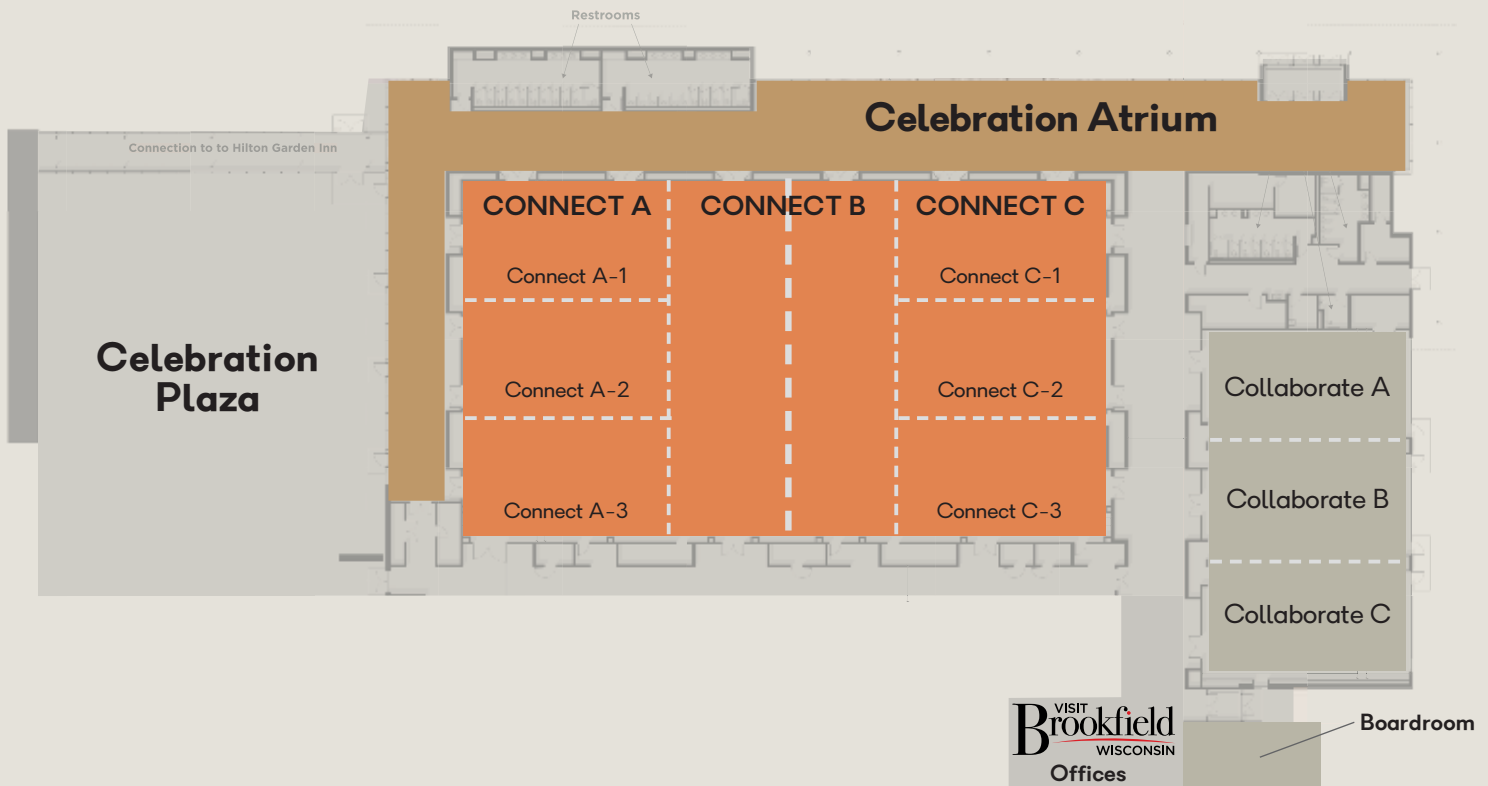 Restrooms
Celebration Atrium
Connection to to Hilton Garden Inn
CONNECT A
CONNECT B
CONNECT C
Connect A-1
Connect C-1
Celebration
Plaza
Connect A-2
Connect C-2
Collaborate A
Connect A-3
Connect C-3
Collaborate B
Collaborate C
VISIT
Brookfield
WISCONSIN
Offices
Boardroom